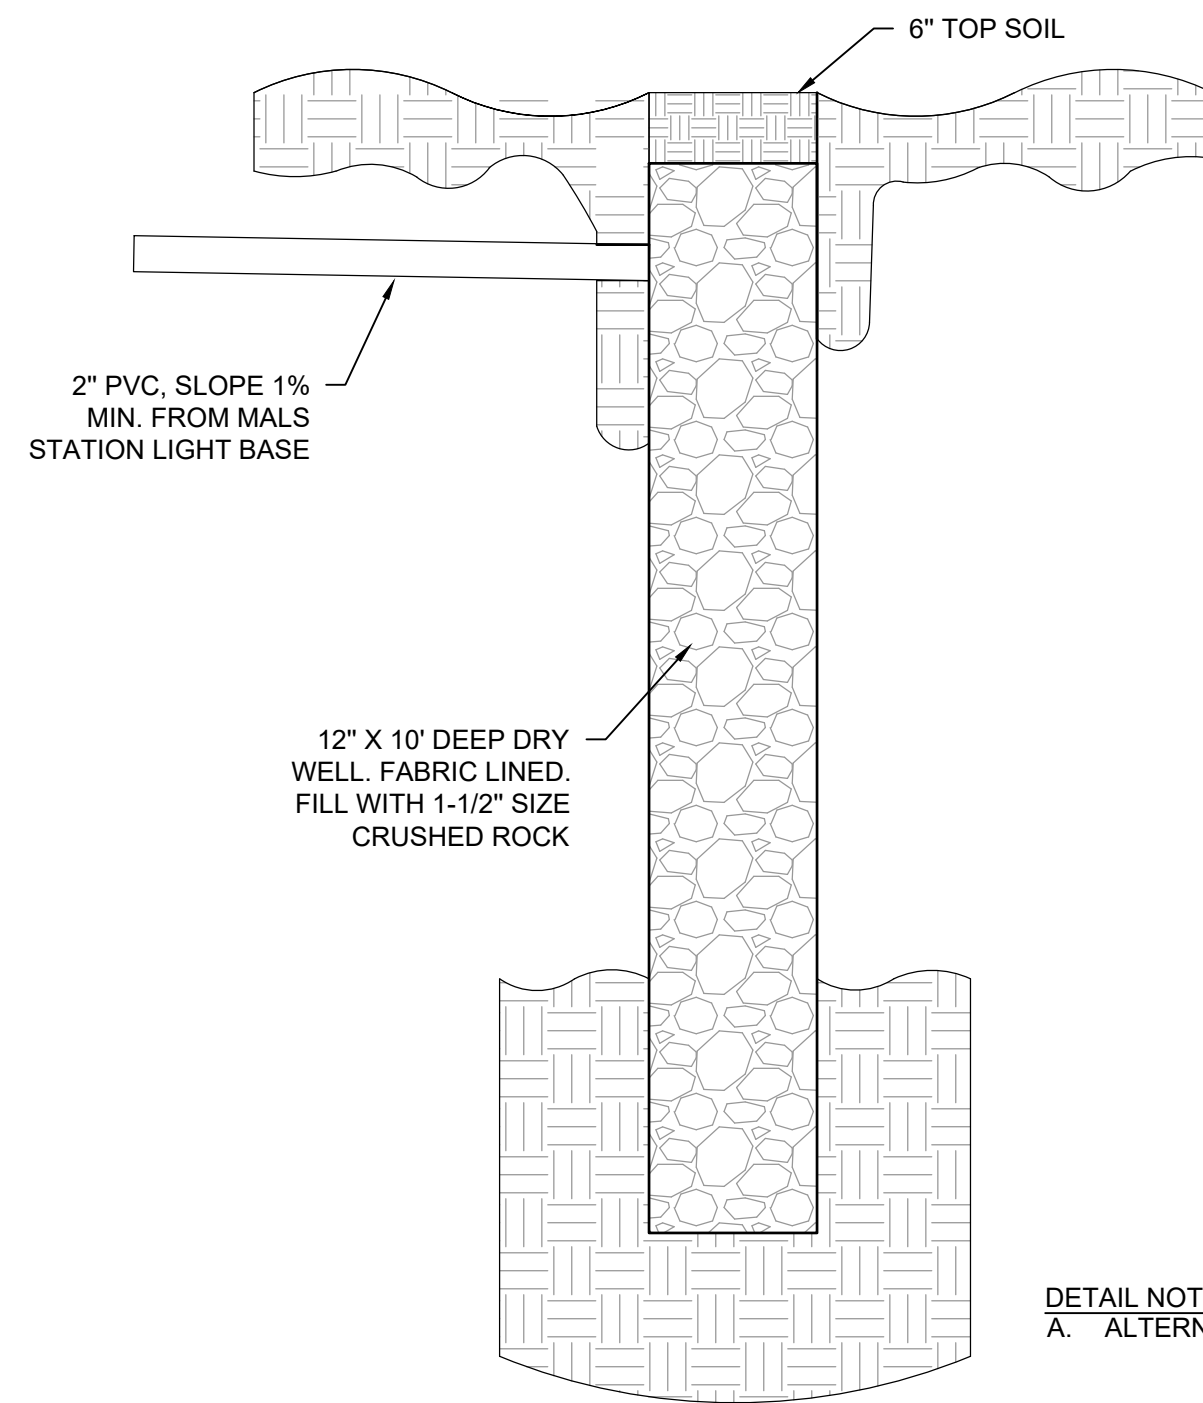 6" TOP SOIL
2" PVC, SLOPE 1%
MIN. FROM MALS
STATION LIGHT BASE
12" X 10' DEEP DRY
WELL. FABRIC LINED.
FILL WITH 1-1/2" SIZE
CRUSHED ROCK
DETAIL NOT
A. ALTERN